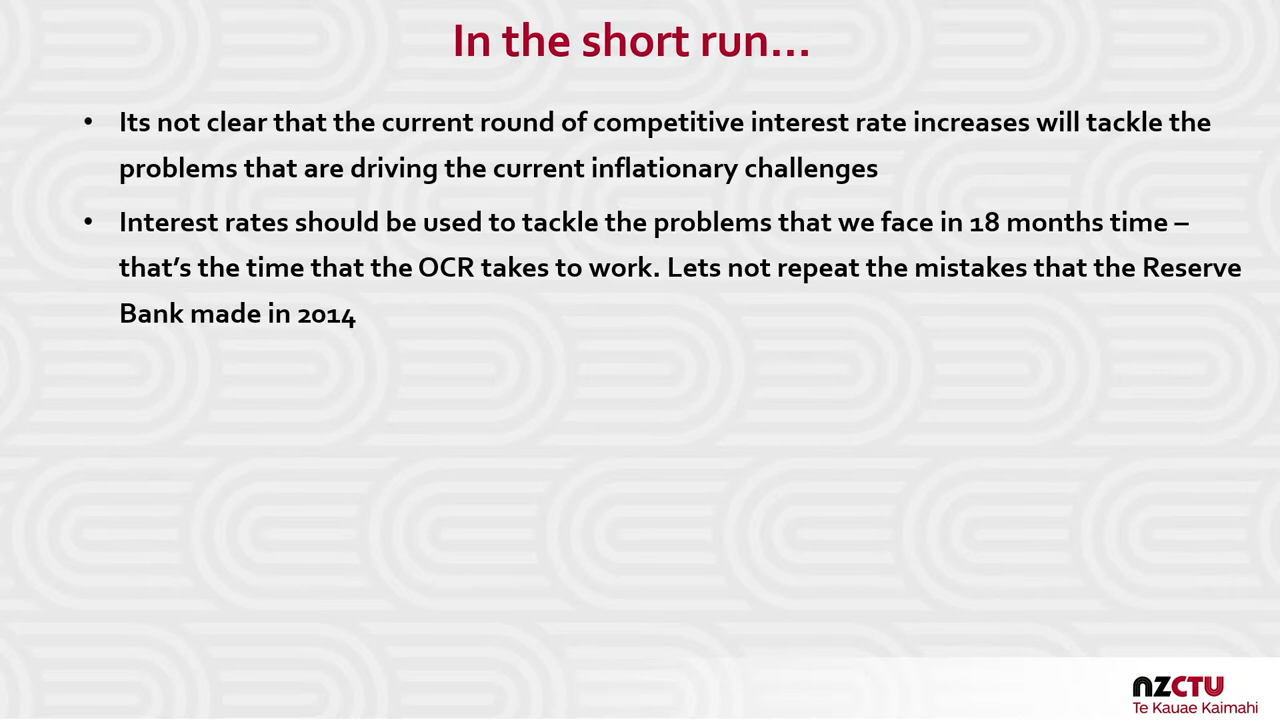 In the short run...
• Its not clear that the current round of competitive interest rate increases will tackle the
problems that are driving the current inflationary challenges
• Interest rates should be used to tackle the problems that we face in 18 months time –
that’s the time that the OCR takes to work. Lets not repeat the mistakes that the Reserve
Bank made in 2014
NZCTU
Te Kauae Kaimahi